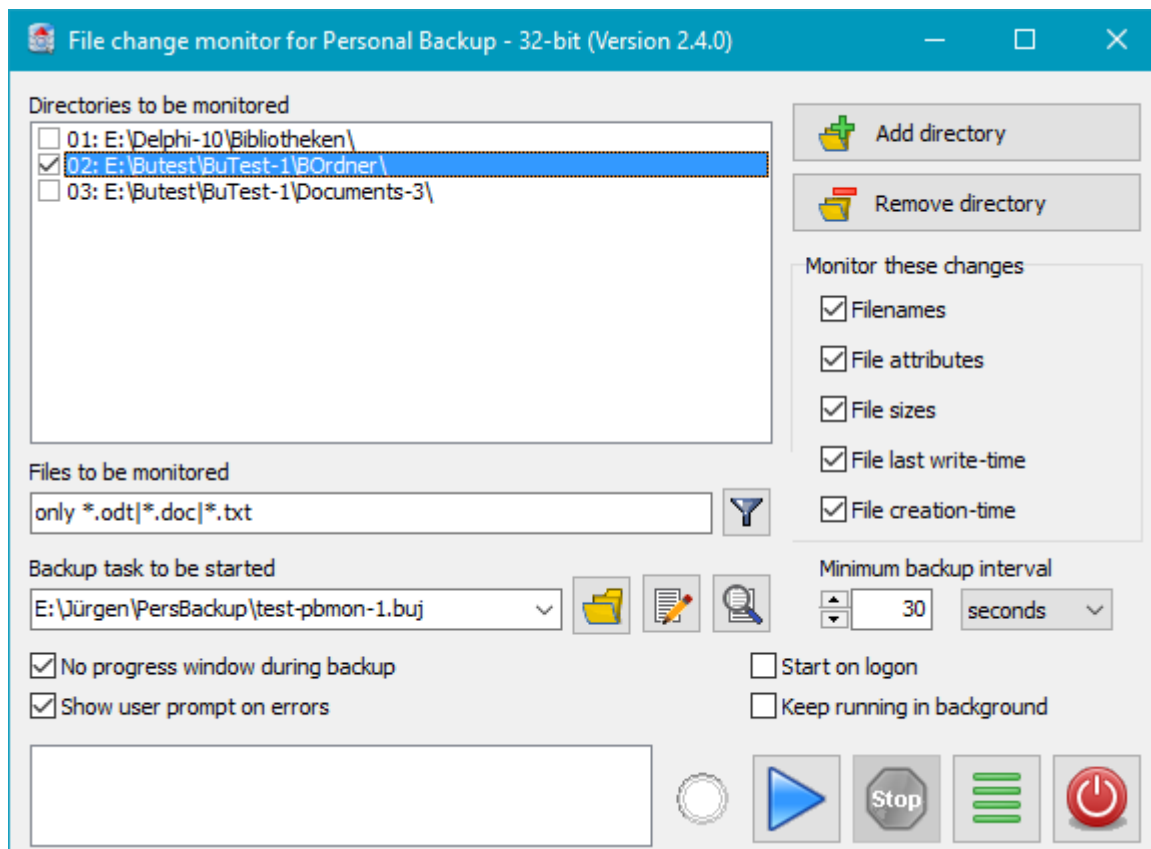 File change monitor for Personal Backup - 32-bit (Version 2.4.0)
Directories to be monitored
01: E:\Delphi-10\Bibliotheken\
02: E:\Butest\BuTest-1\BOrdner\
03: E:\Butest\BuTest-1\Documents-3\
Add directory
Remove directory
Monitor these changes
Filenames
File attributes
File sizes
File last write-time
File creation-time
Files to be monitored
only *.odt|*.doc|*.txt
Backup task to be started
E:\Jürgen\PersBackup\test-pbmon-1.buj
Minimum backup interval
30 seconds
No progress window during backup
Show user prompt on errors
Start on logon
Keep running in background
Stop